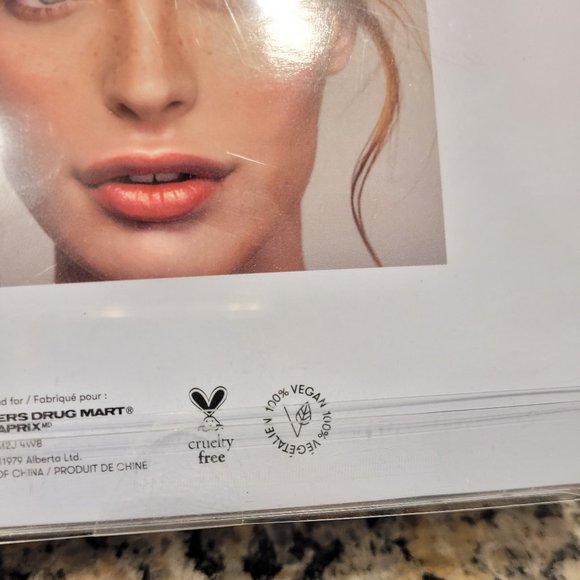 d for / Fabriqué pour :
ERS DRUG MART®
APRIX MD
M2J 4W8
11979 Alberta Ltd.
OF CHINA / PRODUIT DE CHINE
cruelty
free
100% VEGAN
100% VÉGÉTALIEN